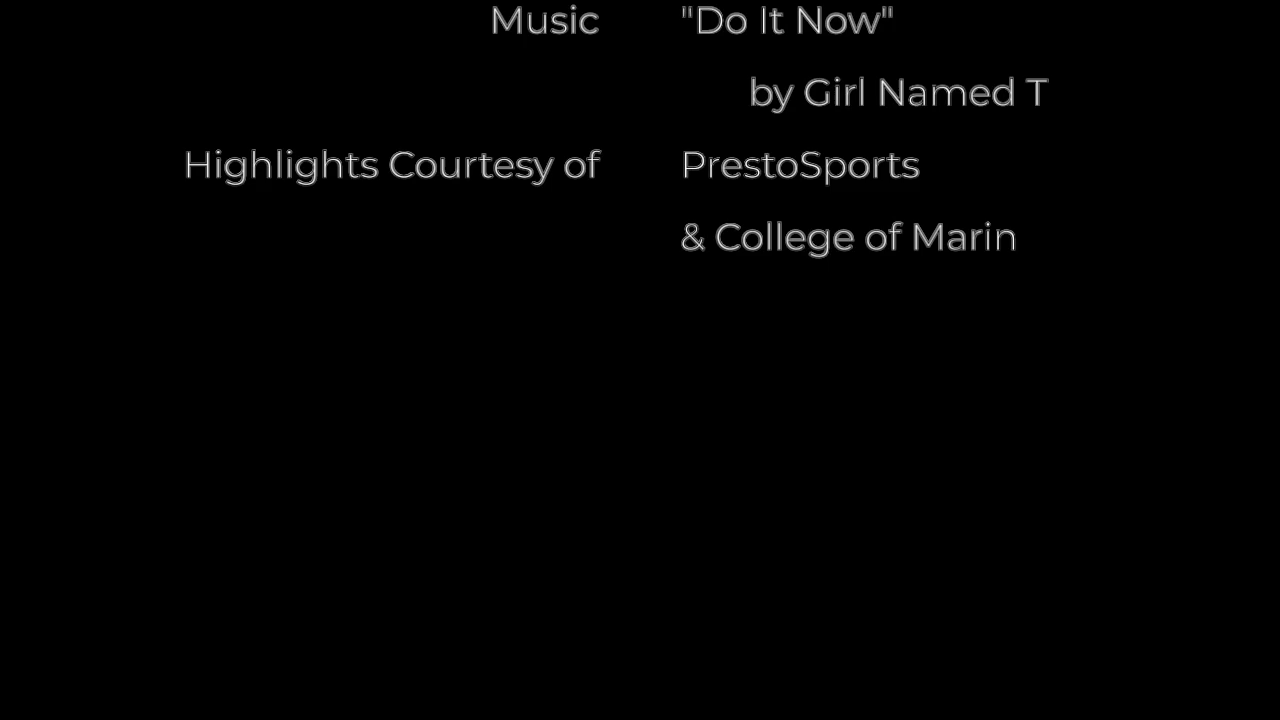 Music "Do It Now"
by Girl Named T
Highlights Courtesy of PrestoSports
& College of Marin